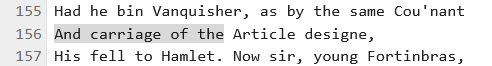 155 Had he bin Vanquisher, as by the same Cou'nant
156 And carriage of the Article designe,
157 His fell to Hamlet. Now sir, young Fortinbras,